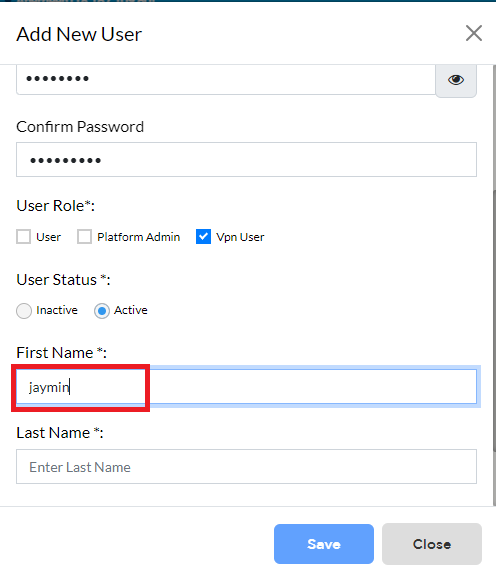 Add New User
••••••••
Confirm Password
•••••••••
User Role*:
User Platform Admin Vpn User
User Status *:
Inactive Active
First Name *:
jaymin
Last Name *:
Enter Last Name
Save Close